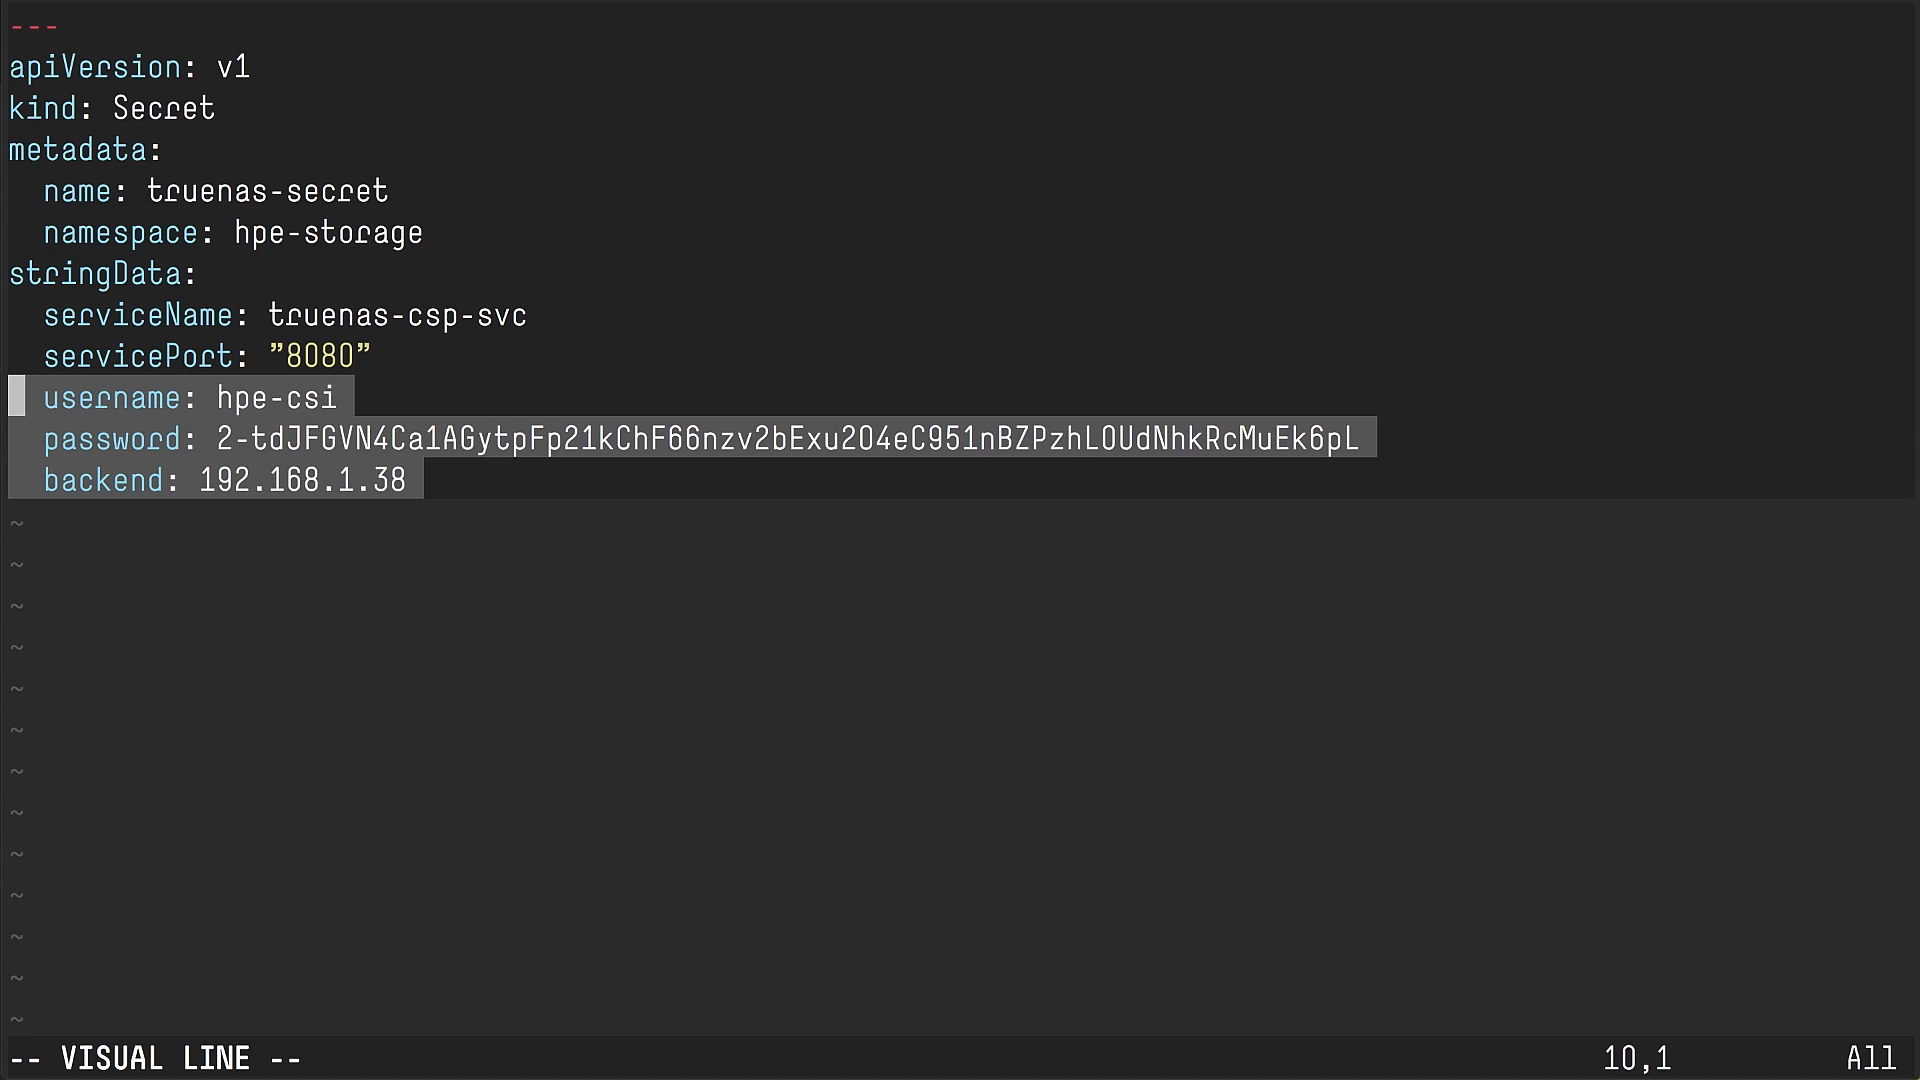 ---
apiVersion: v1
kind: Secret
metadata:
  name: truenas-secret
  namespace: hpe-storage
stringData:
  serviceName: truenas-csp-svc
  servicePort: "8080"
  username: hpe-csi
  password: 2-tdJFGVN4Ca1AGytpFp21kChF66nzv2bExu2O4eC951nBZPzhLOUdNhkRcMuEk6pL
  backend: 192.168.1.38
~
~
~
~
~
~
~
~
~
~
~
~
~
-- VISUAL LINE -- 10,1 All